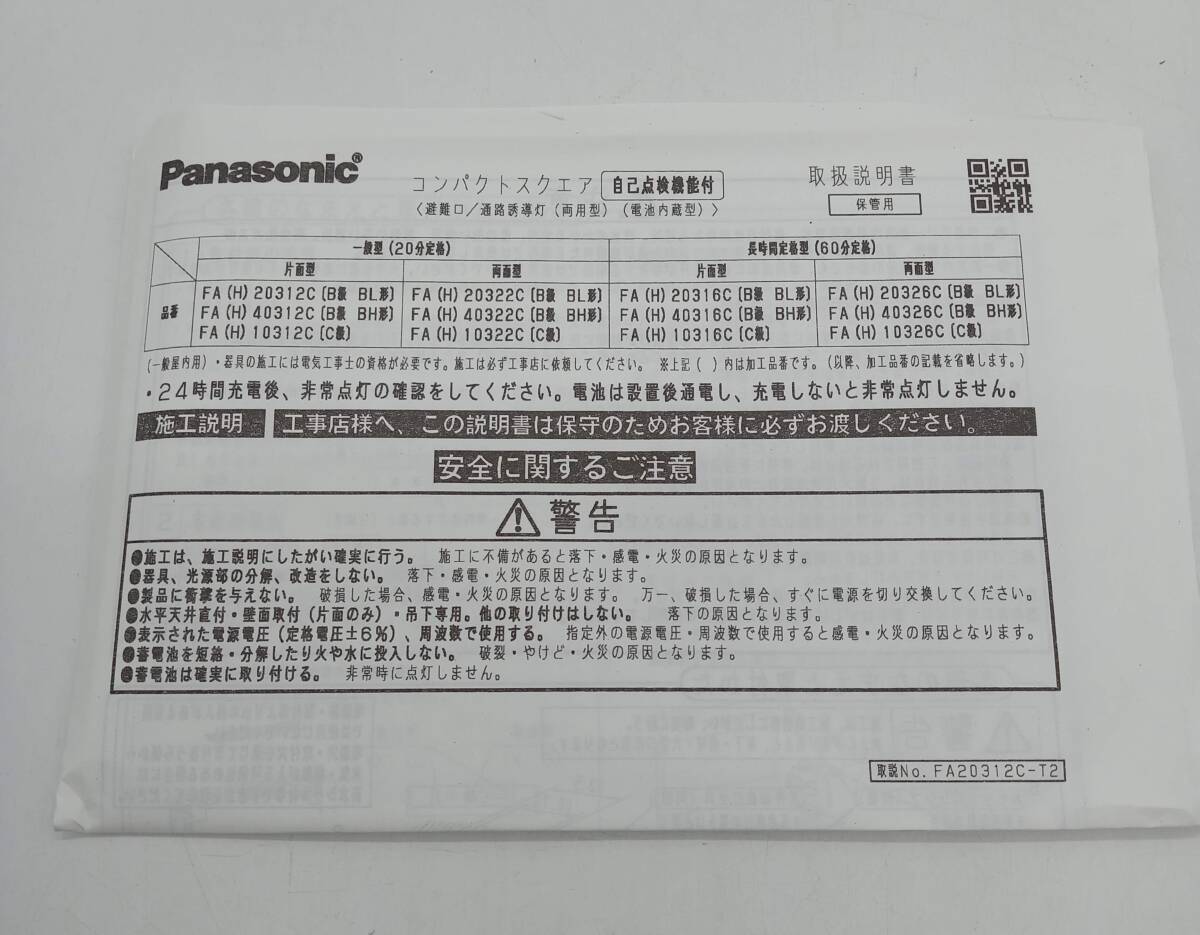 Panasonic®
コンパクトスクエア 自己点検機能付
〈避難口／通路誘導灯（両用型）（電池内蔵型）〉
取扱説明書
保管用
一般型（20分定格） 長時間定格型（60分定格）
片面型 両面型 片面型 両面型
品番
FA（H）20312C〔B級 BL形〕 FA（H）20322C〔B級 BL形〕 FA（H）20316C〔B級 BL形〕 FA（H）20326C〔B級 BL形〕
FA（H）40312C〔B級 BH形〕 FA（H）40322C〔B級 BH形〕 FA（H）40316C〔B級 BH形〕 FA（H）40326C〔B級 BH形〕
FA（H）10312C〔C級〕 FA（H）10322C〔C級〕 FA（H）10316C〔C級〕 FA（H）10326C〔C級〕
（一般屋内用）・器具の施工には電気工事士の資格が必要です。施工は必ず工事店に依頼してください。 ※上記（ ）内は加工品番です。（以降、加工品番の記載を省略します。）
・24時間充電後、非常点灯の確認をしてください。電池は設置後通電し、充電しないと非常点灯しません。
施工説明 工事店様へ、この説明書は保守のためお客様に必ずお渡しください。
安全に関するご注意
⚠警告
●施工は、施工説明にしたがい確実に行う。 施工に不備があると落下・感電・火災の原因となります。
●器具、光源部の分解、改造をしない。 落下・感電・火災の原因となります。
●製品に衝撃を与えない。 破損した場合、感電・火災の原因となります。 万一、破損した場合、すぐに電源を切り交換してください。
●水平天井直付・壁面取付（片面のみ）・吊下専用。他の取り付けはしない。 落下の原因となります。
●表示された電源電圧（定格電圧±6％）、周波数で使用する。 指定外の電源電圧・周波数で使用すると感電・火災の原因となります。
●蓄電池を短絡・分解したり火や水に投入しない。 破裂・やけど・火災の原因となります。
●蓄電池は確実に取り付ける。 非常時に点灯しません。
取説No. FA20312C-T2